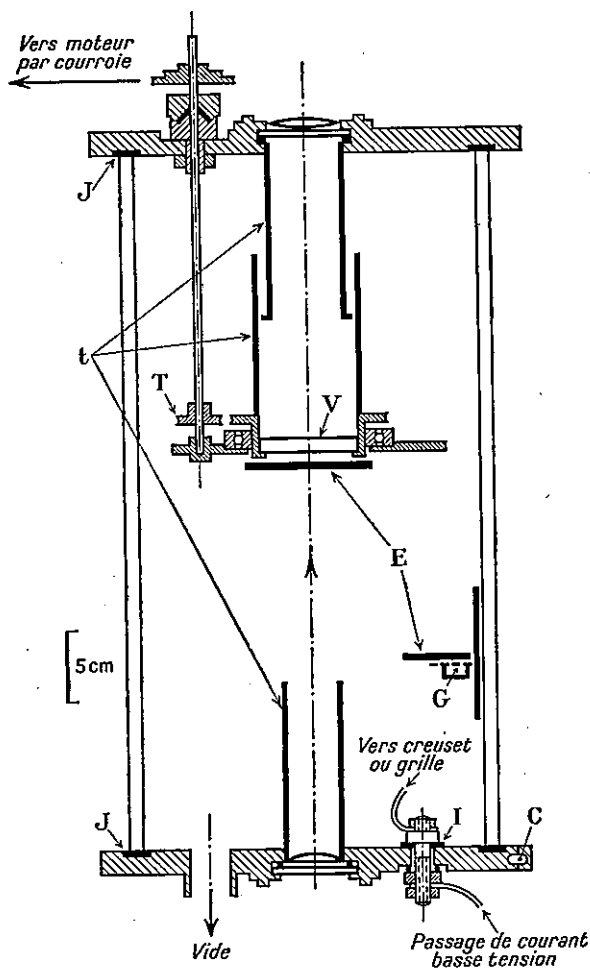 Vers moteur
par courroie
J
t
T
V
E
5cm
G
Vers creuset
ou grille
J
I
C
Vide
Passage de courant
basse tension